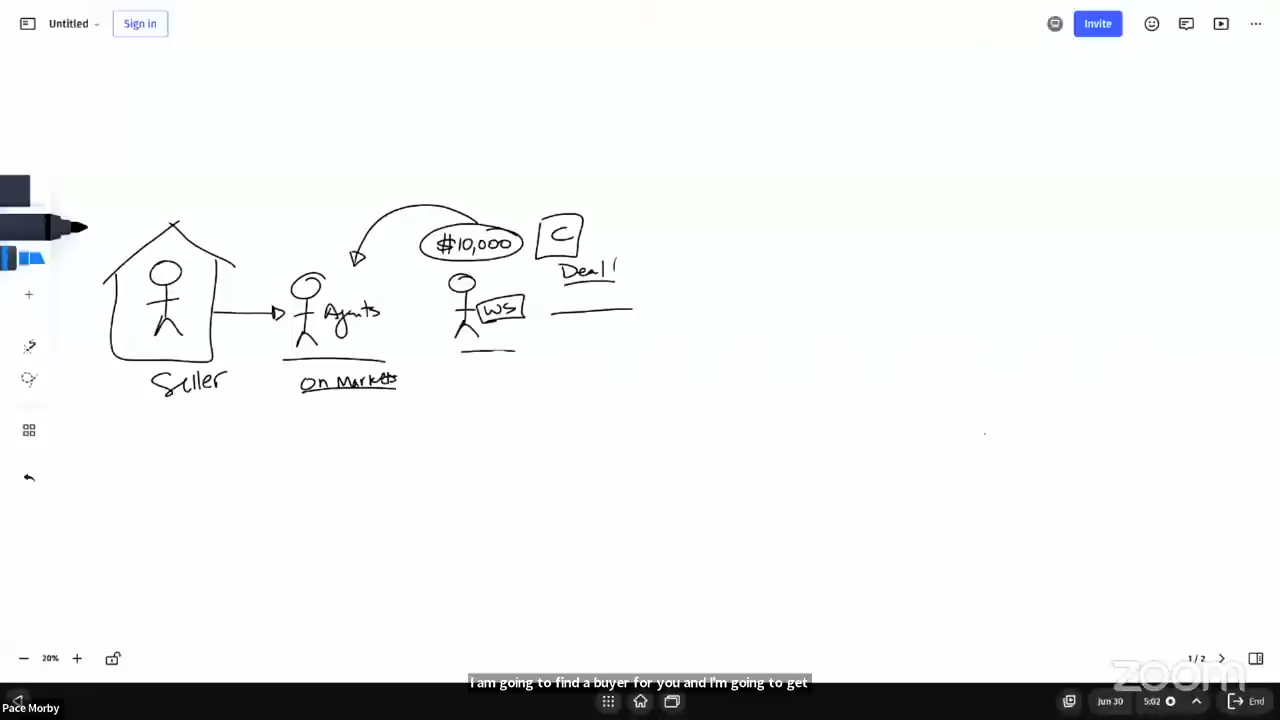 Untitled
Sign in
Invite
$10,000
C
Deal!
Agents
WS
Seller
On Markets
20%
1/2
zoom
I am going to find a buyer for you and I'm going to get
Pace Morby
Jun 30
5:02
End